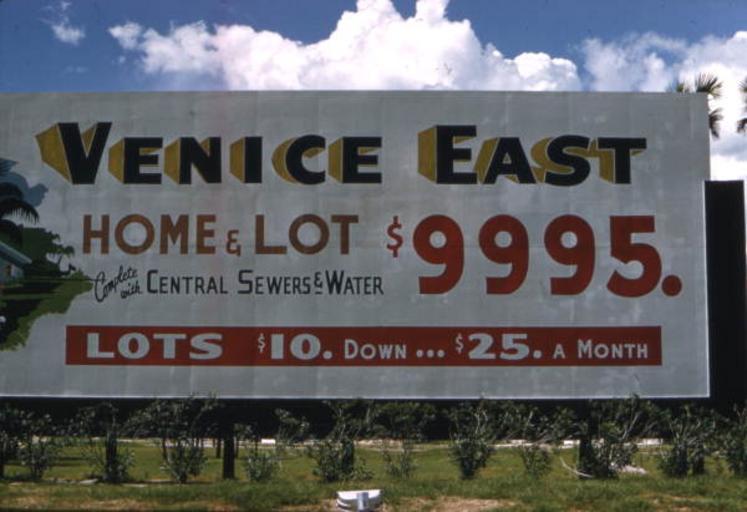 VENICE EAST
HOME & LOT $9995.
Complete with CENTRAL SEWERS & WATER
LOTS $10. DOWN ... $25. A MONTH